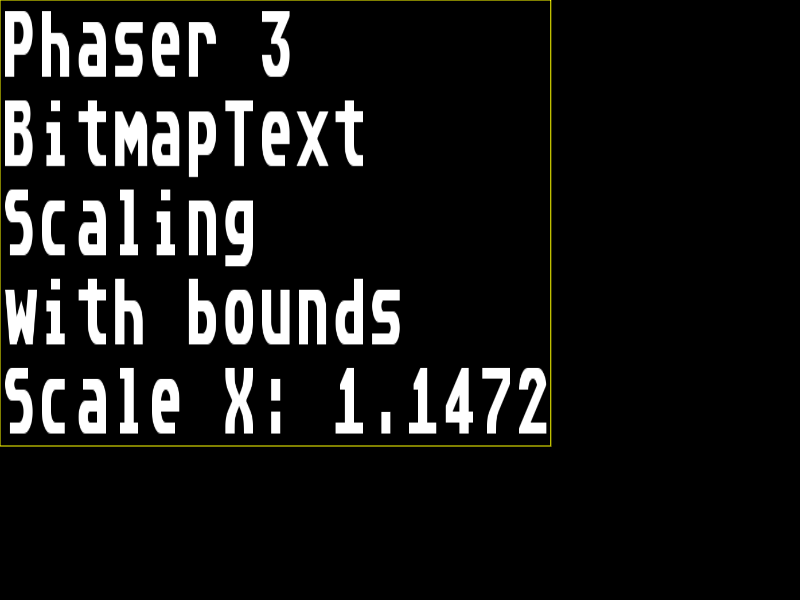 Phaser 3
BitmapText
Scaling
with bounds
Scale X: 1.1472